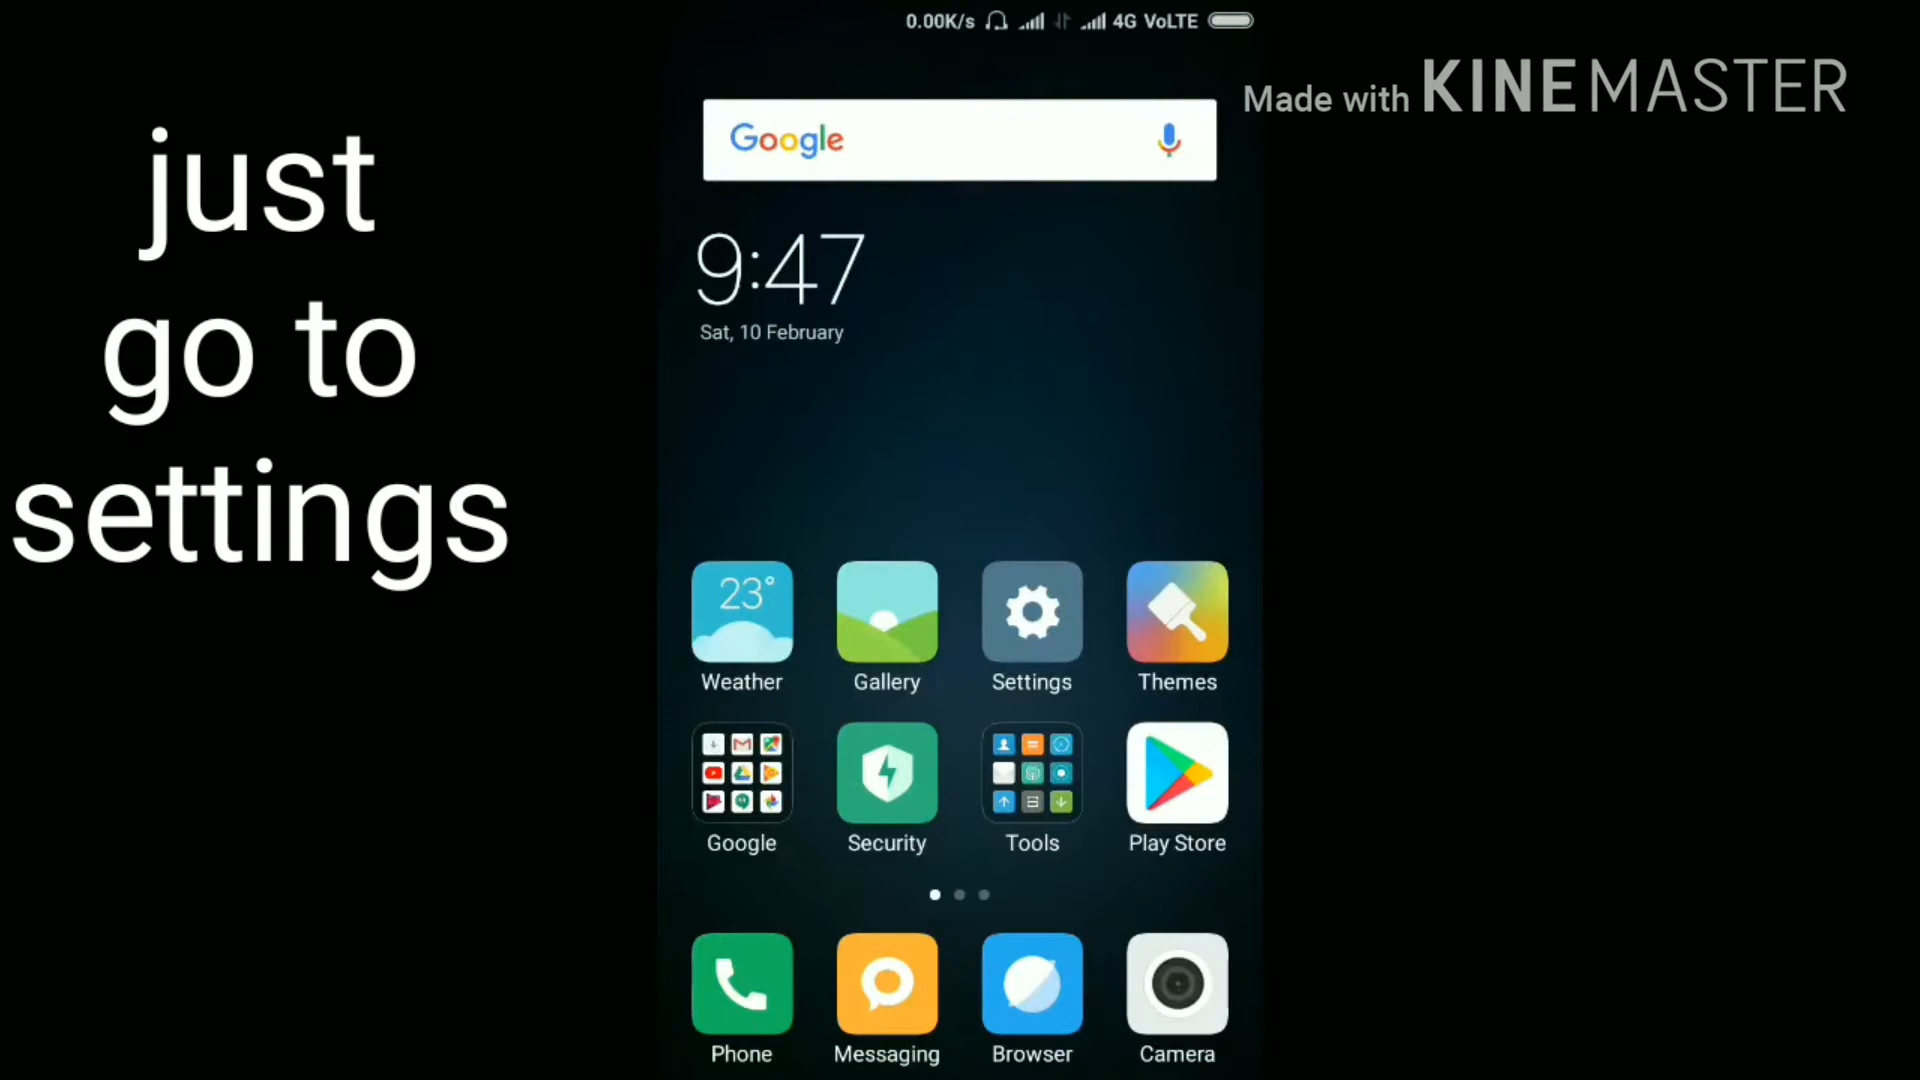 0.00K/s 4G VoLTE
Made with KINEMASTER
just
go to
settings
Google
9:47
Sat, 10 February
23°
Weather Gallery Settings Themes
Google Security Tools Play Store
Phone Messaging Browser Camera